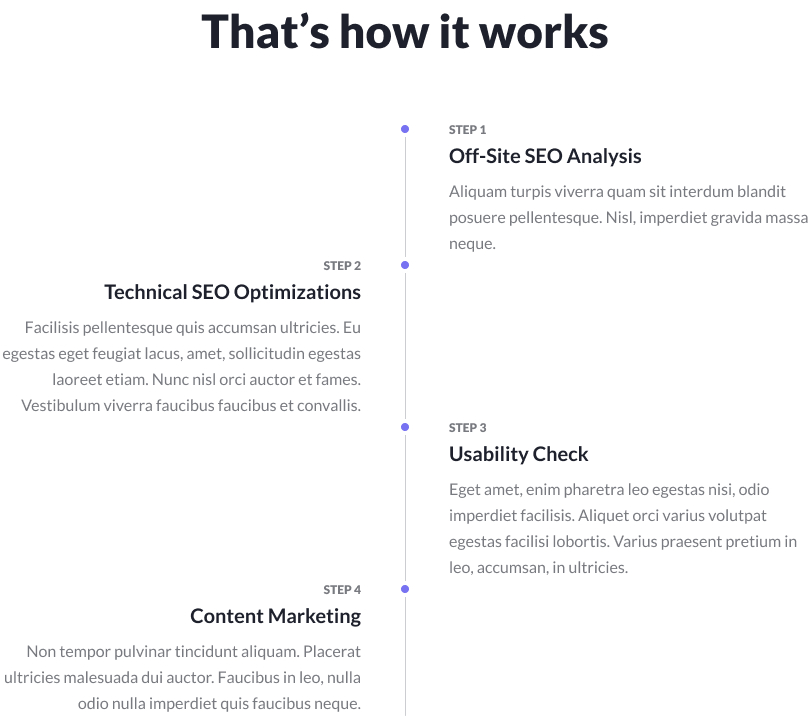 That’s how it works
STEP 1
Off-Site SEO Analysis
Aliquam turpis viverra quam sit interdum blandit
posuere pellentesque. Nisl, imperdiet gravida massa
neque.
STEP 2
Technical SEO Optimizations
Facilisis pellentesque quis accumsan ultricies. Eu
egestas eget feugiat lacus, amet, sollicitudin egestas
laoreet etiam. Nunc nisl orci auctor et fames.
Vestibulum viverra faucibus faucibus et convallis.
STEP 3
Usability Check
Eget amet, enim pharetra leo egestas nisi, odio
imperdiet facilisis. Aliquet orci varius volutpat
egestas facilisi lobortis. Varius praesent pretium in
leo, accumsan, in ultricies.
STEP 4
Content Marketing
Non tempor pulvinar tincidunt aliquam. Placerat
ultricies malesuada dui auctor. Faucibus in leo, nulla
odio nulla imperdiet quis faucibus neque.